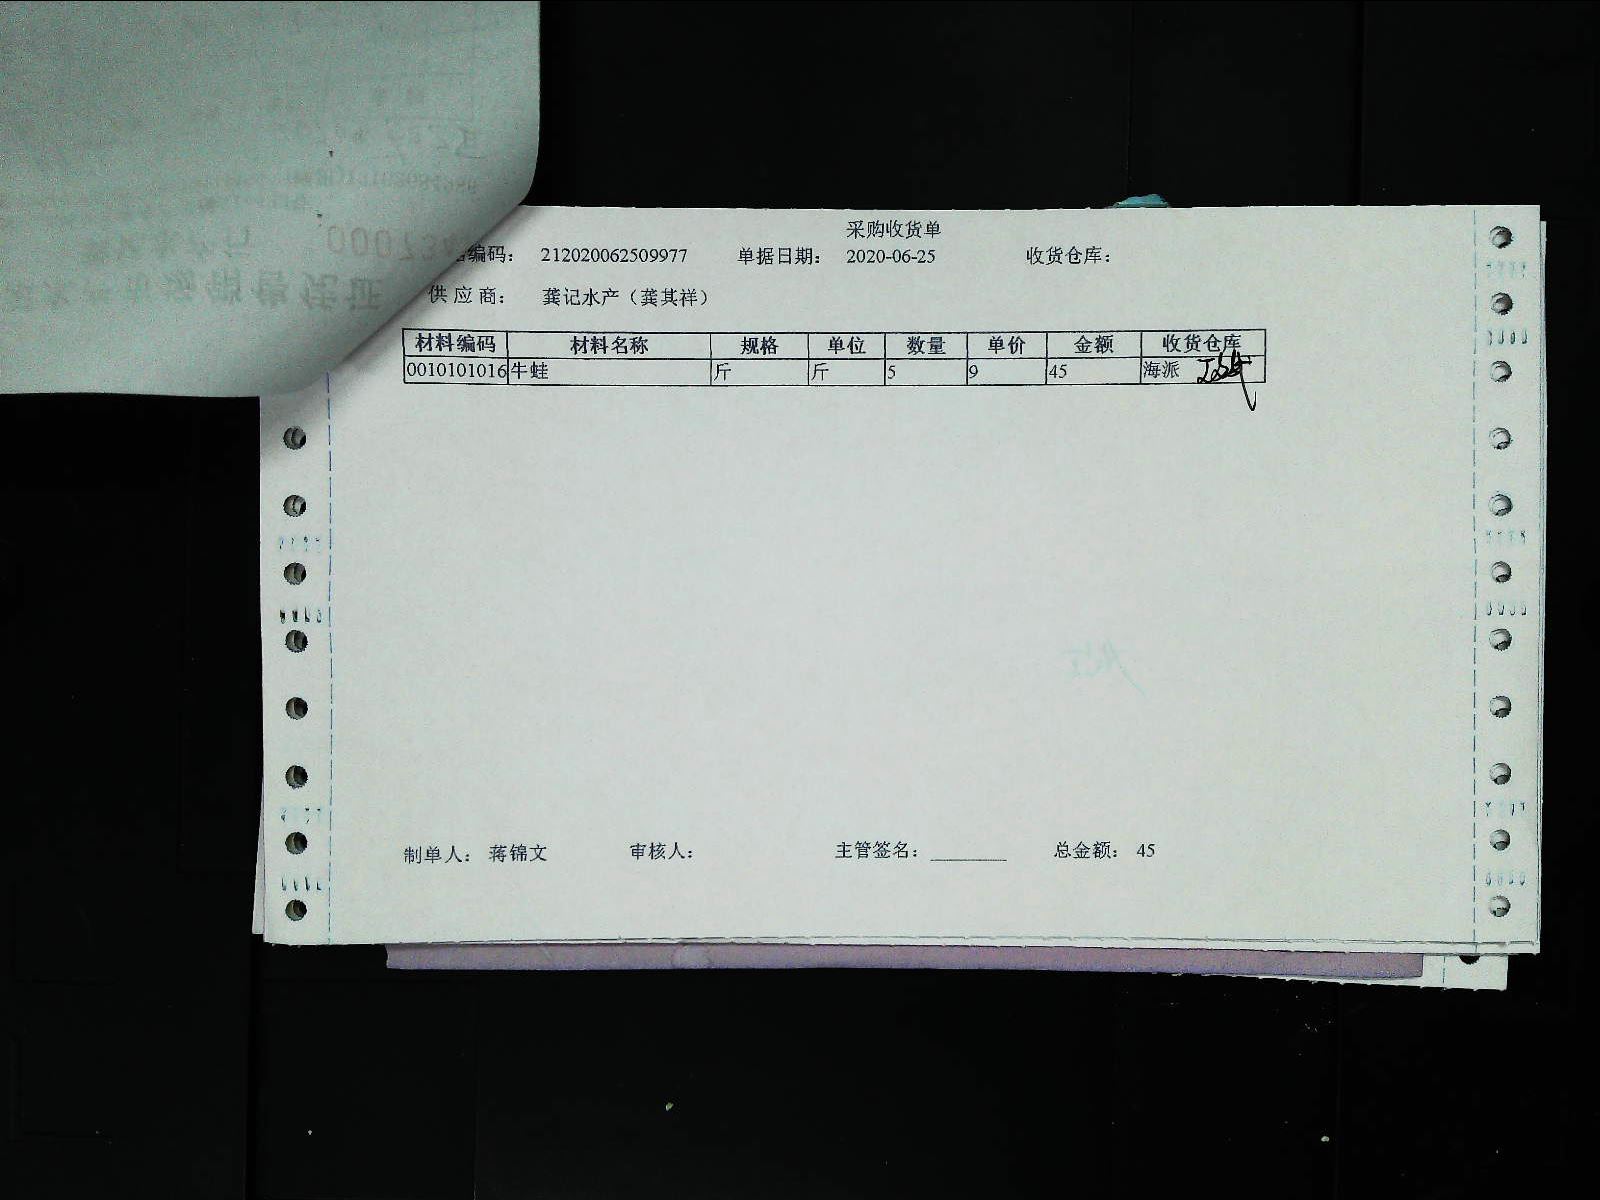 采购收货单
编码： 212020062509977 单据日期： 2020-06-25 收货仓库：
供应商： 龚记水产（龚其祥）
材料编码 材料名称 规格 单位 数量 单价 金额 收货仓库
0010101016 牛蛙 斤 斤 5 9 45 海派
制单人： 蒋锦文 审核人： 主管签名： 总金额： 45